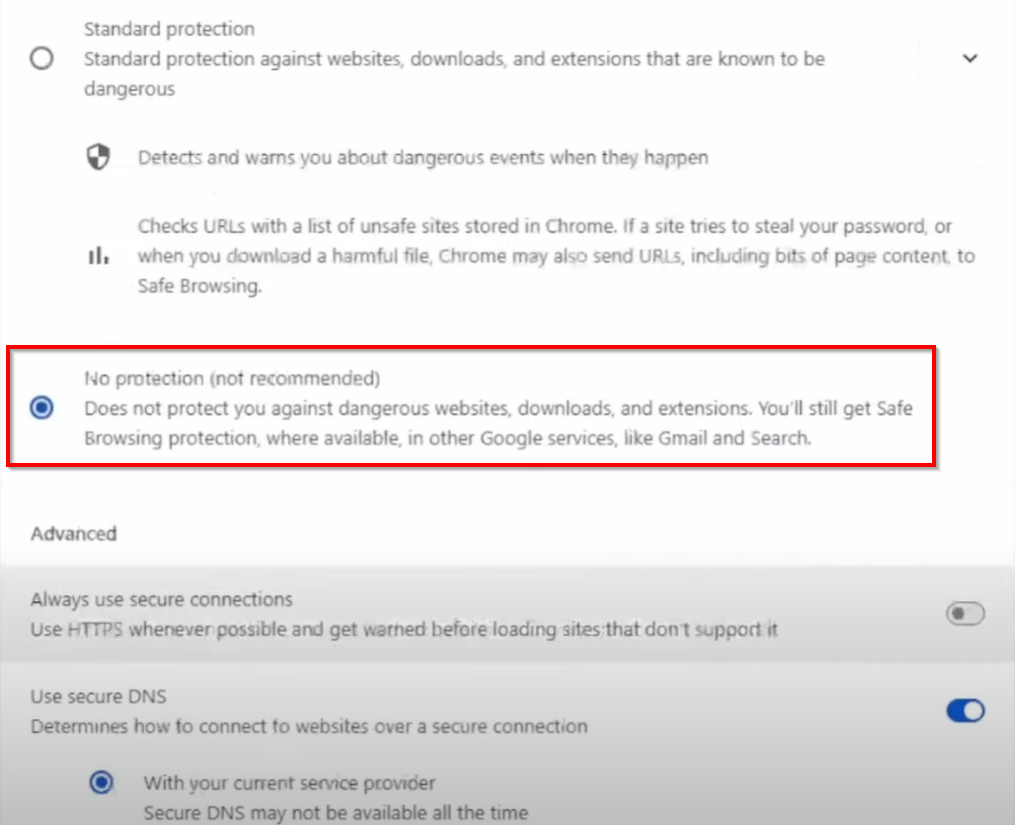 Standard protection
Standard protection against websites, downloads, and extensions that are known to be
dangerous
Detects and warns you about dangerous events when they happen
Checks URLs with a list of unsafe sites stored in Chrome. If a site tries to steal your password, or
when you download a harmful file, Chrome may also send URLs, including bits of page content, to
Safe Browsing.
No protection (not recommended)
Does not protect you against dangerous websites, downloads, and extensions. You'll still get Safe
Browsing protection, where available, in other Google services, like Gmail and Search.
Advanced
Always use secure connections
Use HTTPS whenever possible and get warned before loading sites that don't support it
Use secure DNS
Determines how to connect to websites over a secure connection
With your current service provider
Secure DNS may not be available all the time